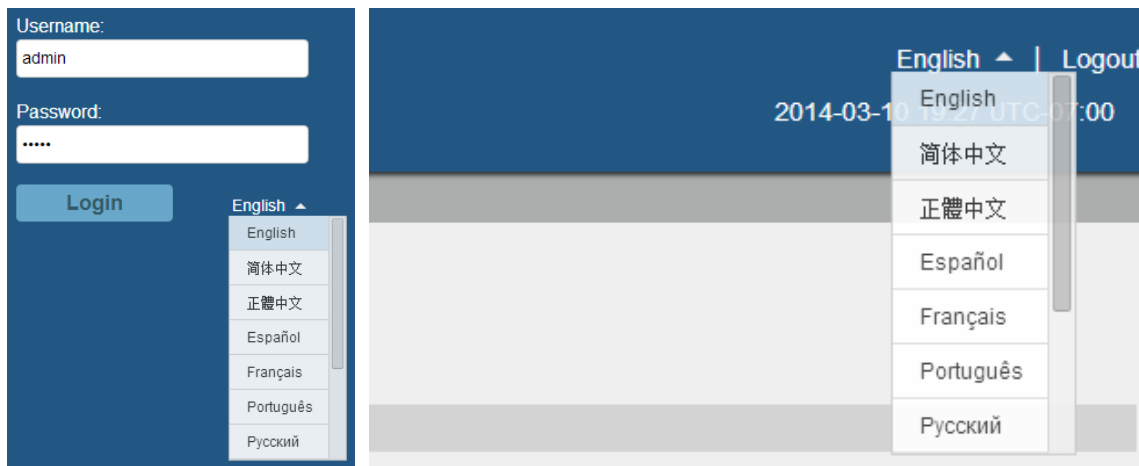 Username:
admin
Password:
•••••
Login
English
English
简体中文
正體中文
Español
Français
Português
Русский
English | Logout
2014-03-10 19:27 UTC-07:00
English
简体中文
正體中文
Español
Français
Português
Русский